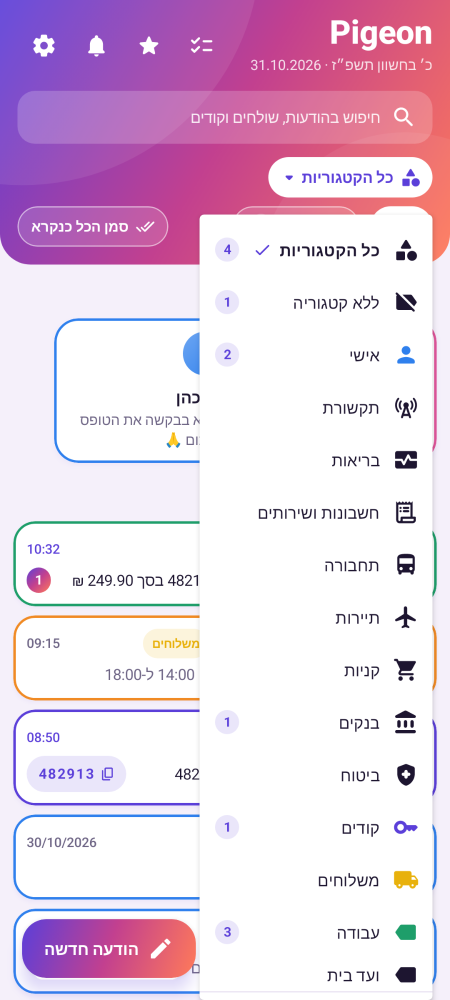 Pigeon
כ׳ בחשוון תשפ״ז · 31.10.2026
חיפוש בהודעות, שולחים וקודים
כל הקטגוריות
סמן הכל כנקרא
כל הקטגוריות 4
ללא קטגוריה 1
אישי 2
תקשורת
בריאות
חשבונות ושירותים
תחבורה
תיירות
קניות
בנקים 1
ביטוח
קודים 1
משלוחים
עבודה 3
ועד בית
כהן
א בבקשה את הטופס
🙏
10:32
4821 בסך 249.90 ₪
1
משלוחים
09:15
14:00 ל-18:00
08:50
482
482913
30/10/2026
הודעה חדשה